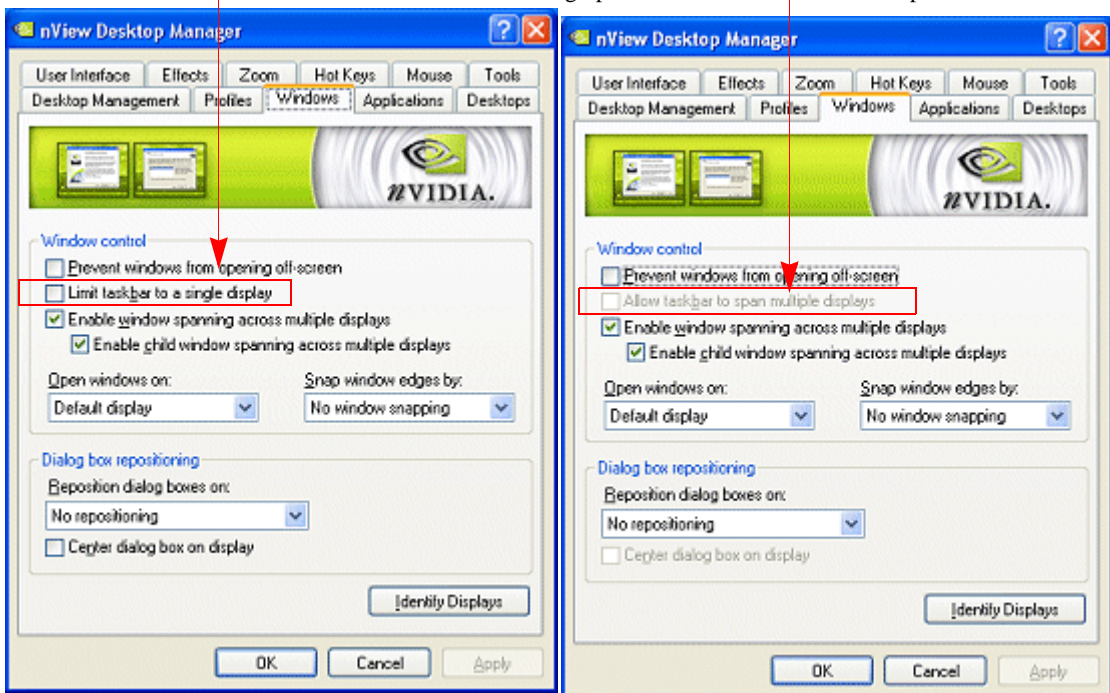 nView Desktop Manager
User Interface Effects Zoom Hot Keys Mouse Tools
Desktop Management Profiles Windows Applications Desktops
nVIDIA.
Window control
Prevent windows from opening off-screen
Limit taskbar to a single display
Enable window spanning across multiple displays
Enable child window spanning across multiple displays
Open windows on: Snap window edges by:
Default display No window snapping
Dialog box repositioning
Reposition dialog boxes on:
No repositioning
Center dialog box on display
Identify Displays
OK Cancel Apply
nView Desktop Manager
User Interface Effects Zoom Hot Keys Mouse Tools
Desktop Management Profiles Windows Applications Desktops
nVIDIA.
Window control
Prevent windows from opening off-screen
Allow taskbar to span multiple displays
Enable window spanning across multiple displays
Enable child window spanning across multiple displays
Open windows on: Snap window edges by:
Default display No window snapping
Dialog box repositioning
Reposition dialog boxes on:
No repositioning
Center dialog box on display
Identify Displays
OK Cancel Apply